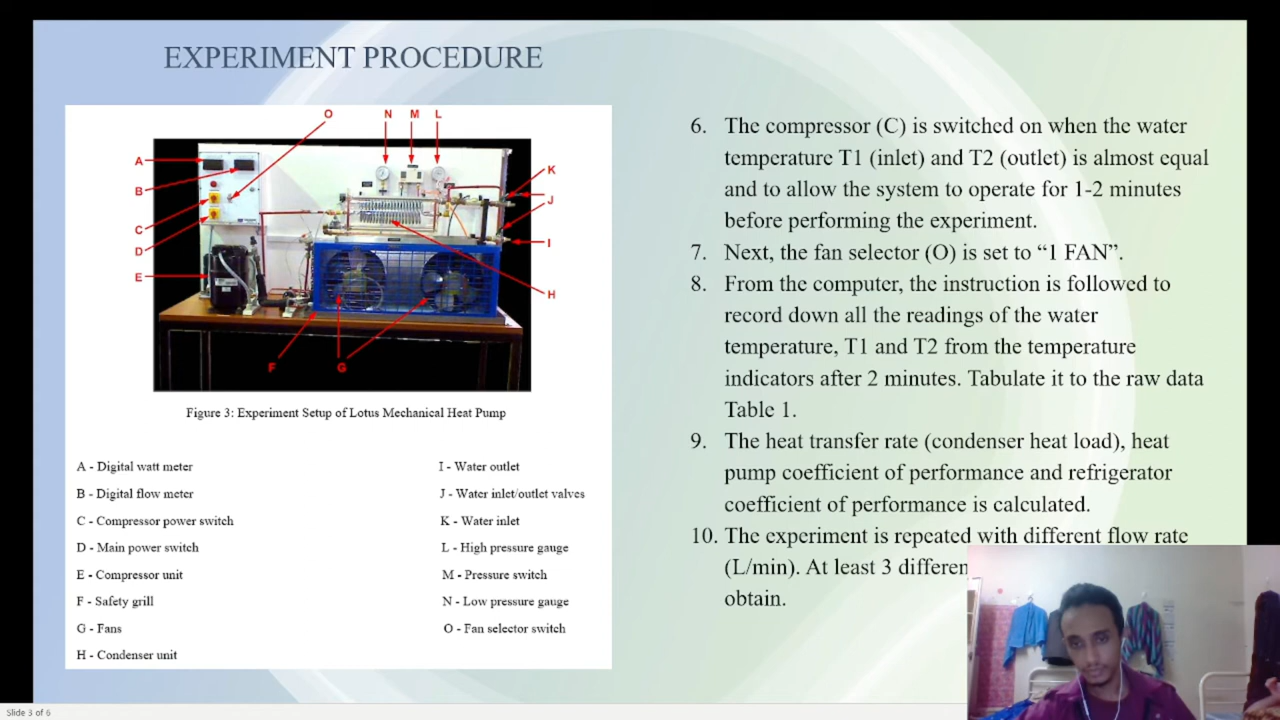 EXPERIMENT PROCEDURE
O
N M L
A
B
C
D
E
K
J
I
H
F
G
Figure 3: Experiment Setup of Lotus Mechanical Heat Pump
A - Digital watt meter
B - Digital flow meter
C - Compressor power switch
D - Main power switch
E - Compressor unit
F - Safety grill
G - Fans
H - Condenser unit
I - Water outlet
J - Water inlet/outlet valves
K - Water inlet
L - High pressure gauge
M - Pressure switch
N - Low pressure gauge
O - Fan selector switch
6. The compressor (C) is switched on when the water
temperature T1 (inlet) and T2 (outlet) is almost equal
and to allow the system to operate for 1-2 minutes
before performing the experiment.
7. Next, the fan selector (O) is set to “1 FAN”.
8. From the computer, the instruction is followed to
record down all the readings of the water
temperature, T1 and T2 from the temperature
indicators after 2 minutes. Tabulate it to the raw data
Table 1.
9. The heat transfer rate (condenser heat load), heat
pump coefficient of performance and refrigerator
coefficient of performance is calculated.
10. The experiment is repeated with different flow rate
(L/min). At least 3 differen
obtain.
Slide 3 of 6